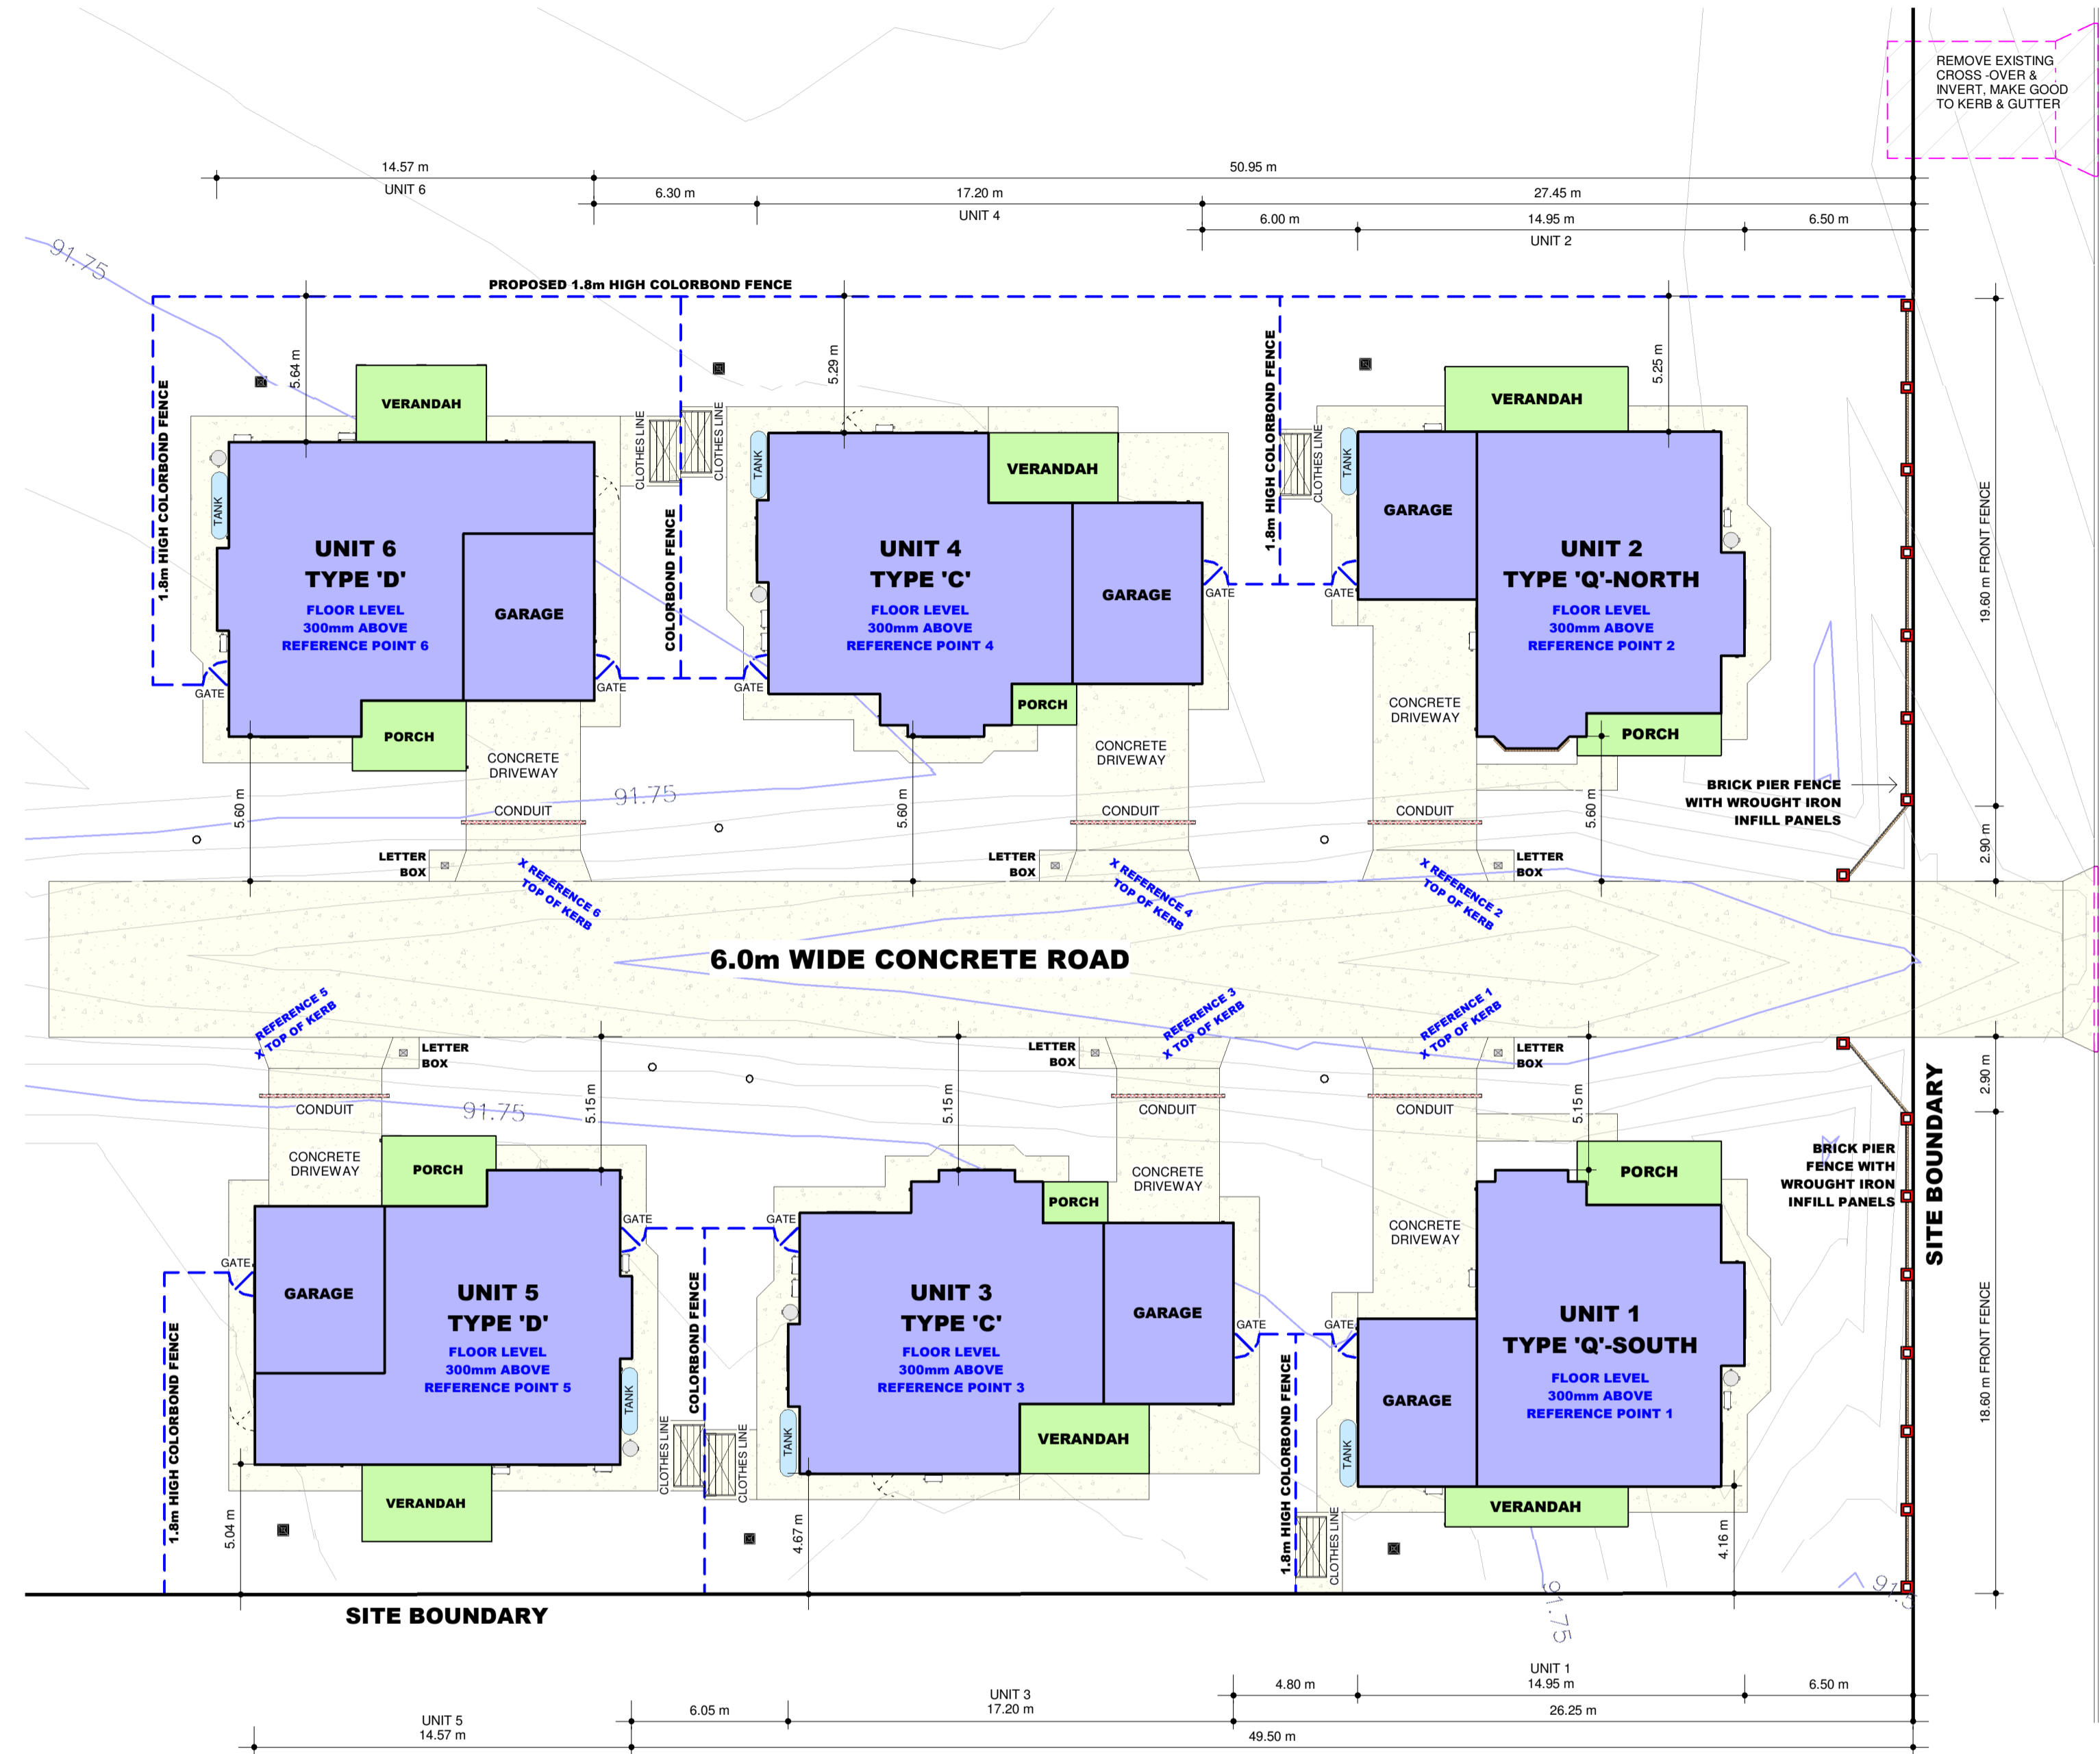 REMOVE EXISTING
CROSS -OVER &
INVERT, MAKE GOOD
TO KERB & GUTTER
14.57 m
50.95 m
UNIT 6
6.30 m
17.20 m
27.45 m
UNIT 4
6.00 m
14.95 m
6.50 m
UNIT 2
91.75
PROPOSED 1.8m HIGH COLORBOND FENCE
5.64 m
5.29 m
5.25 m
1.8m HIGH COLORBOND FENCE
VERANDAH
CLOTHES LINE
CLOTHES LINE
COLORBOND FENCE
TANK
UNIT 6
TYPE 'D'
FLOOR LEVEL
300mm ABOVE
REFERENCE POINT 6
GARAGE
GATE
GATE
PORCH
CONCRETE
DRIVEWAY
CONDUIT
5.60 m
91.75
LETTER
BOX
X REFERENCE 6
TOP OF KERB
TANK
VERANDAH
UNIT 4
TYPE 'C'
FLOOR LEVEL
300mm ABOVE
REFERENCE POINT 4
GARAGE
GATE
GATE
PORCH
CONCRETE
DRIVEWAY
CONDUIT
5.60 m
LETTER
BOX
X REFERENCE 4
TOP OF KERB
1.8m HIGH COLORBOND FENCE
CLOTHES LINE
TANK
VERANDAH
GARAGE
UNIT 2
TYPE 'Q'-NORTH
FLOOR LEVEL
300mm ABOVE
REFERENCE POINT 2
GATE
CONCRETE
DRIVEWAY
PORCH
CONDUIT
5.60 m
LETTER
BOX
X REFERENCE 2
TOP OF KERB
BRICK PIER FENCE
WITH WROUGHT IRON
INFILL PANELS
19.60 m FRONT FENCE
2.90 m
6.0m WIDE CONCRETE ROAD
REFERENCE 5
X TOP OF KERB
LETTER
BOX
CONDUIT
91.75
5.15 m
CONCRETE
DRIVEWAY
PORCH
GATE
GATE
GARAGE
UNIT 5
TYPE 'D'
FLOOR LEVEL
300mm ABOVE
REFERENCE POINT 5
TANK
1.8m HIGH COLORBOND FENCE
VERANDAH
5.04 m
CLOTHES LINE
CLOTHES LINE
COLORBOND FENCE
REFERENCE 3
X TOP OF KERB
LETTER
BOX
CONDUIT
5.15 m
CONCRETE
DRIVEWAY
PORCH
GATE
GATE
UNIT 3
TYPE 'C'
FLOOR LEVEL
300mm ABOVE
REFERENCE POINT 3
GARAGE
TANK
VERANDAH
4.67 m
REFERENCE 1
X TOP OF KERB
LETTER
BOX
CONDUIT
5.15 m
CONCRETE
DRIVEWAY
PORCH
GATE
UNIT 1
TYPE 'Q'-SOUTH
FLOOR LEVEL
300mm ABOVE
REFERENCE POINT 1
GARAGE
TANK
VERANDAH
1.8m HIGH COLORBOND FENCE
CLOTHES LINE
4.16 m
BRICK PIER
FENCE WITH
WROUGHT IRON
INFILL PANELS
SITE BOUNDARY
2.90 m
18.60 m FRONT FENCE
SITE BOUNDARY
91.75
UNIT 1
4.80 m
14.95 m
6.50 m
UNIT 3
6.05 m
17.20 m
26.25 m
UNIT 5
14.57 m
49.50 m